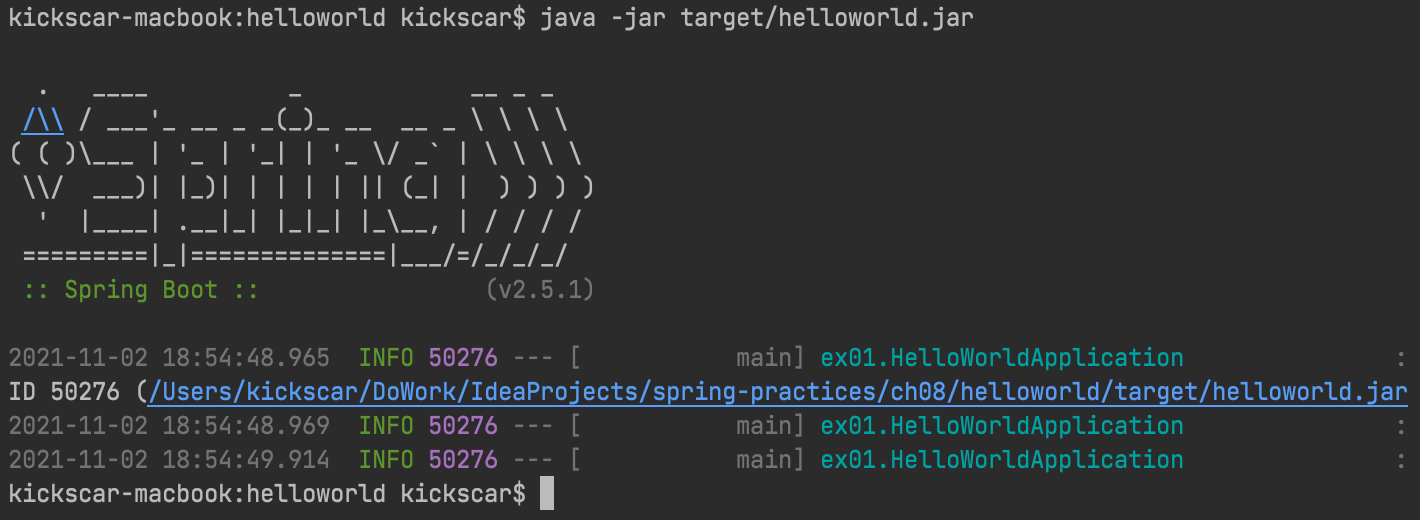 kickscar-macbook:helloworld kickscar$ java -jar target/helloworld.jar

  .   ____          _            __ _ _
 /\\ / ___'_ __ _ _(_)_ __  __ _ \ \ \ \
( ( )\___ | '_ | '_| | '_ \/ _` | \ \ \ \
 \\/  ___)| |_)| | | | | || (_| |  ) ) ) )
  '  |____| .__|_| |_|_| |_\__, | / / / /
 =========|_|==============|___/=/_/_/_/
 :: Spring Boot ::                (v2.5.1)

2021-11-02 18:54:48.965  INFO 50276 --- [           main] ex01.HelloWorldApplication               :
ID 50276 (/Users/kickscar/DoWork/IdeaProjects/spring-practices/ch08/helloworld/target/helloworld.jar
2021-11-02 18:54:48.969  INFO 50276 --- [           main] ex01.HelloWorldApplication               :
2021-11-02 18:54:49.914  INFO 50276 --- [           main] ex01.HelloWorldApplication               :
kickscar-macbook:helloworld kickscar$